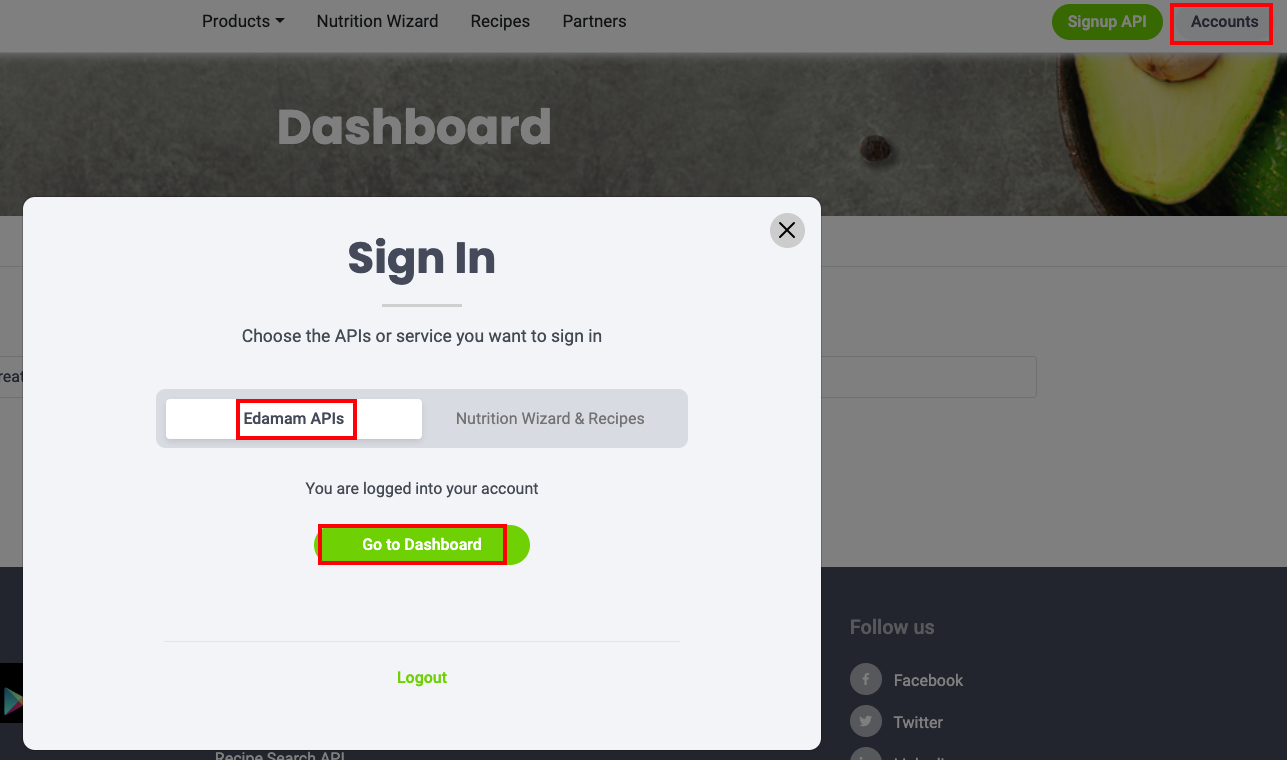 Products Nutrition Wizard Recipes Partners Signup API Accounts
Dashboard
Sign In
Choose the APIs or service you want to sign in
reat
Edamam APIs Nutrition Wizard & Recipes
You are logged into your account
Go to Dashboard
Logout
Follow us
Facebook
Twitter
Recipe Search API